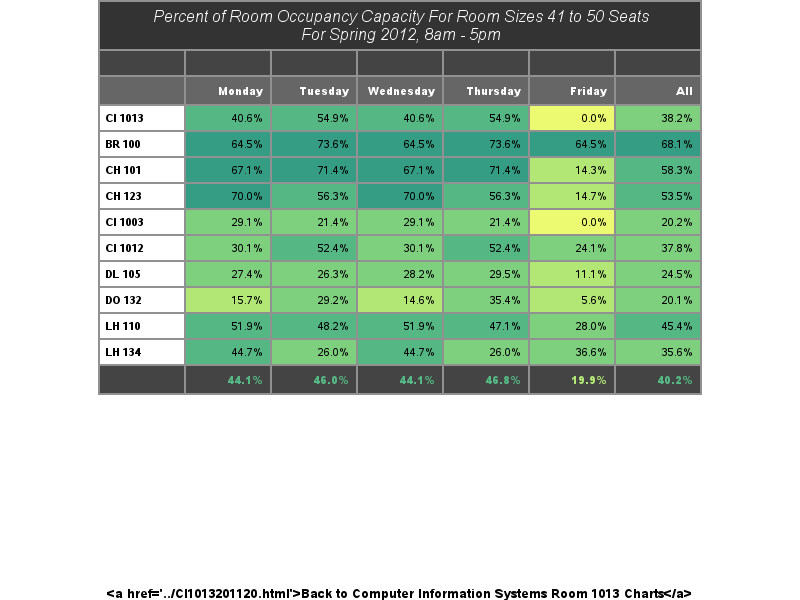 Percent of Room Occupancy Capacity For Room Sizes 41 to 50 Seats
For Spring 2012, 8am - 5pm
Monday Tuesday Wednesday Thursday Friday All
CI 1013 40.6% 54.9% 40.6% 54.9% 0.0% 38.2%
BR 100 64.5% 73.6% 64.5% 73.6% 64.5% 68.1%
CH 101 67.1% 71.4% 67.1% 71.4% 14.3% 58.3%
CH 123 70.0% 56.3% 70.0% 56.3% 14.7% 53.5%
CI 1003 29.1% 21.4% 29.1% 21.4% 0.0% 20.2%
CI 1012 30.1% 52.4% 30.1% 52.4% 24.1% 37.8%
DL 105 27.4% 26.3% 28.2% 29.5% 11.1% 24.5%
DO 132 15.7% 29.2% 14.6% 35.4% 5.6% 20.1%
LH 110 51.9% 48.2% 51.9% 47.1% 28.0% 45.4%
LH 134 44.7% 26.0% 44.7% 26.0% 36.6% 35.6%
44.1% 46.0% 44.1% 46.8% 19.9% 40.2%
<a href='../CI1013201120.html'>Back to Computer Information Systems Room 1013 Charts</a>